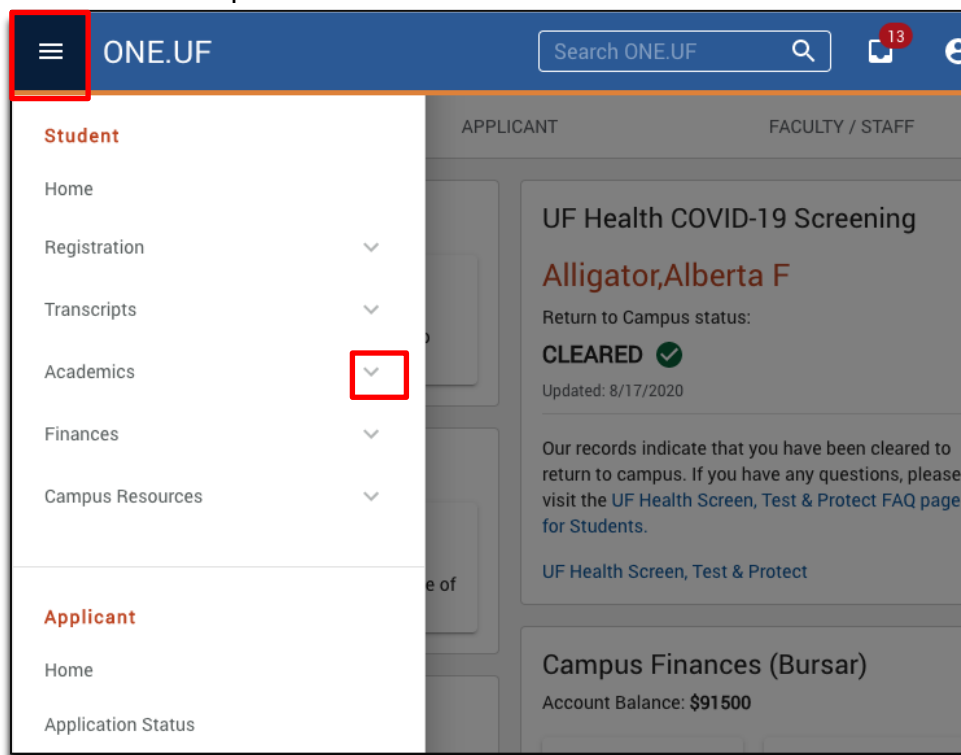 ONE.UF
Search ONE.UF
13
Student
Home
Registration
Transcripts
Academics
Finances
Campus Resources
Applicant
Home
Application Status
APPLICANT
FACULTY / STAFF
e of
UF Health COVID-19 Screening
Alligator,Alberta F
Return to Campus status:
CLEARED
Updated: 8/17/2020
Our records indicate that you have been cleared to
return to campus. If you have any questions, please
visit the UF Health Screen, Test & Protect FAQ page
for Students.
UF Health Screen, Test & Protect
Campus Finances (Bursar)
Account Balance: $91500